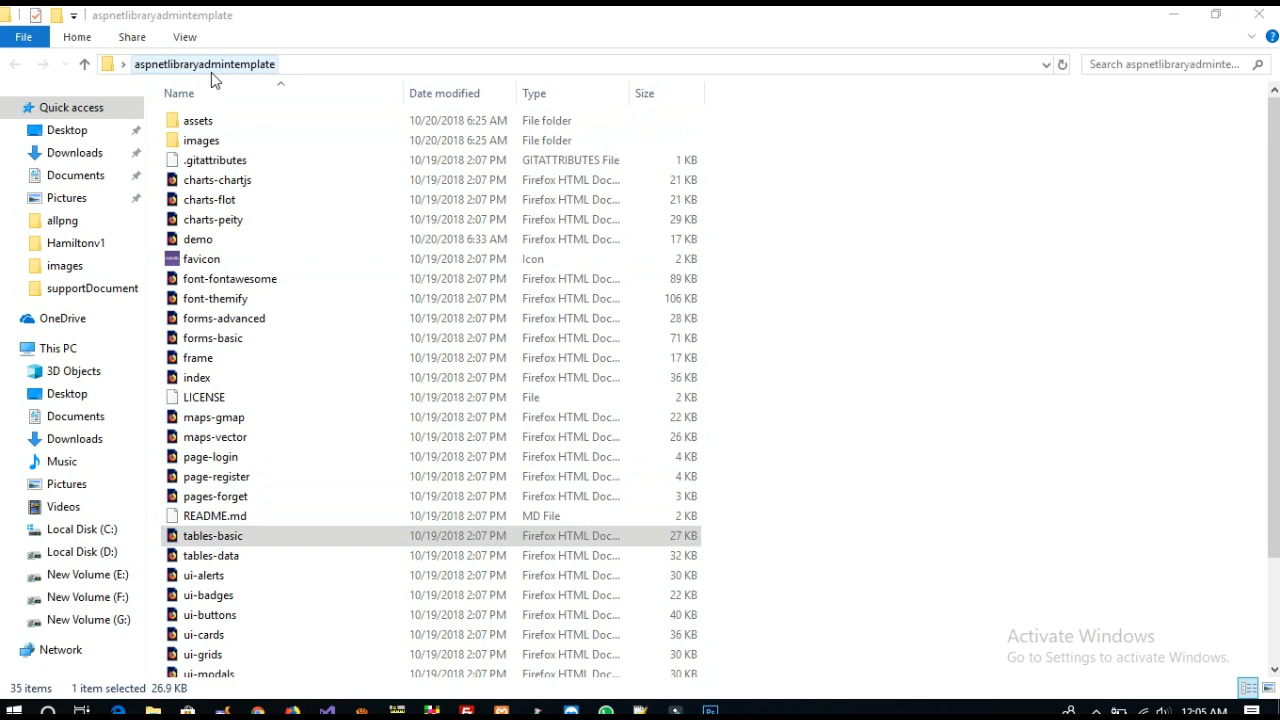 aspnetlibraryadmintemplate
File Home Share View
aspnetlibraryadmintemplate Search aspnetlibraryadminte...
Name Date modified Type Size
Quick access
Desktop
Downloads
Documents
Pictures
allpng
Hamiltonv1
images
supportDocument
OneDrive
This PC
3D Objects
Desktop
Documents
Downloads
Music
Pictures
Videos
Local Disk (C:)
Local Disk (D:)
New Volume (E:)
New Volume (F:)
New Volume (G:)
Network
assets 10/20/2018 6:25 AM File folder
images 10/20/2018 6:25 AM File folder
.gitattributes 10/19/2018 2:07 PM GITATTRIBUTES File 1 KB
charts-chartjs 10/19/2018 2:07 PM Firefox HTML Doc... 21 KB
charts-flot 10/19/2018 2:07 PM Firefox HTML Doc... 21 KB
charts-peity 10/19/2018 2:07 PM Firefox HTML Doc... 29 KB
demo 10/20/2018 6:33 AM Firefox HTML Doc... 17 KB
favicon 10/19/2018 2:07 PM Icon 2 KB
font-fontawesome 10/19/2018 2:07 PM Firefox HTML Doc... 89 KB
font-themify 10/19/2018 2:07 PM Firefox HTML Doc... 106 KB
forms-advanced 10/19/2018 2:07 PM Firefox HTML Doc... 28 KB
forms-basic 10/19/2018 2:07 PM Firefox HTML Doc... 71 KB
frame 10/19/2018 2:07 PM Firefox HTML Doc... 17 KB
index 10/19/2018 2:07 PM Firefox HTML Doc... 36 KB
LICENSE 10/19/2018 2:07 PM File 2 KB
maps-gmap 10/19/2018 2:07 PM Firefox HTML Doc... 22 KB
maps-vector 10/19/2018 2:07 PM Firefox HTML Doc... 26 KB
page-login 10/19/2018 2:07 PM Firefox HTML Doc... 4 KB
page-register 10/19/2018 2:07 PM Firefox HTML Doc... 4 KB
pages-forget 10/19/2018 2:07 PM Firefox HTML Doc... 3 KB
README.md 10/19/2018 2:07 PM MD File 2 KB
tables-basic 10/19/2018 2:07 PM Firefox HTML Doc... 27 KB
tables-data 10/19/2018 2:07 PM Firefox HTML Doc... 32 KB
ui-alerts 10/19/2018 2:07 PM Firefox HTML Doc... 30 KB
ui-badges 10/19/2018 2:07 PM Firefox HTML Doc... 22 KB
ui-buttons 10/19/2018 2:07 PM Firefox HTML Doc... 40 KB
ui-cards 10/19/2018 2:07 PM Firefox HTML Doc... 36 KB
ui-grids 10/19/2018 2:07 PM Firefox HTML Doc... 30 KB
ui-modals 10/19/2018 2:07 PM Firefox HTML Doc... 30 KB
Activate Windows
Go to Settings to activate Windows.
35 items 1 item selected 26.9 KB
12:05 AM